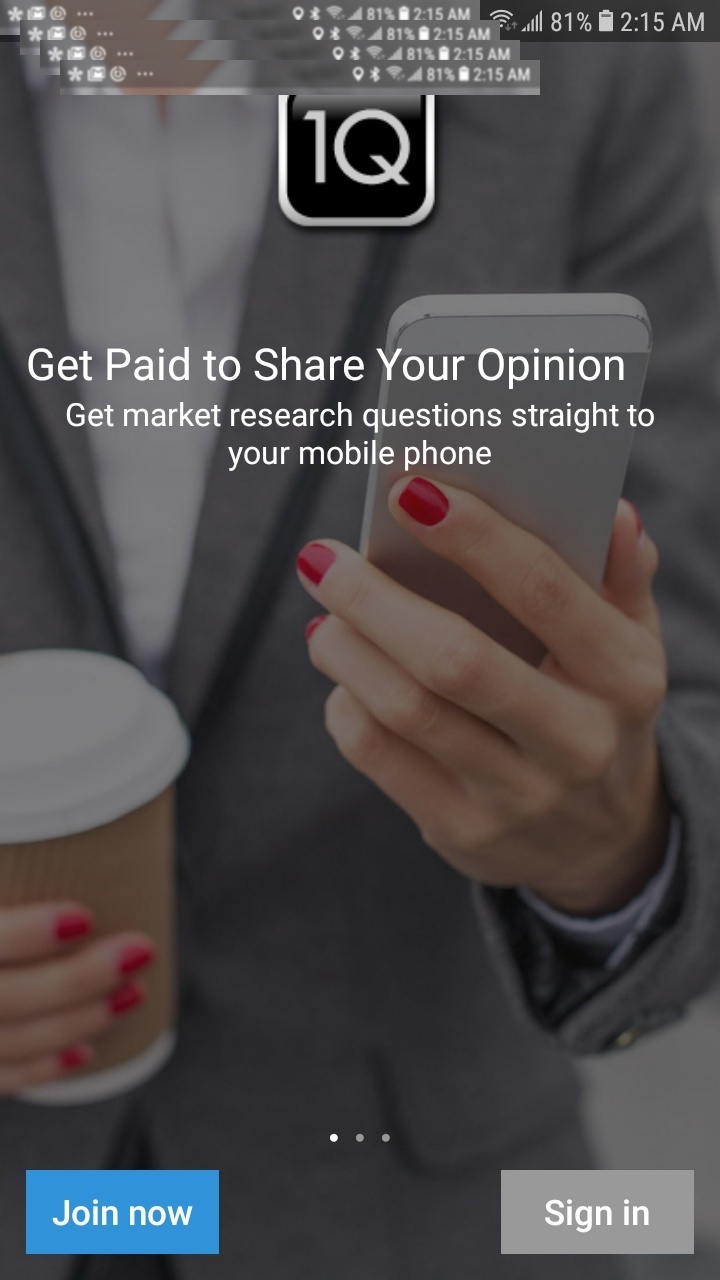 81% 2:15 AM
81% 2:15 AM
81% 2:15 AM
81% 2:15 AM
81% 2:15 AM
1Q
Get Paid to Share Your Opinion
Get market research questions straight to
your mobile phone
Join now
Sign in